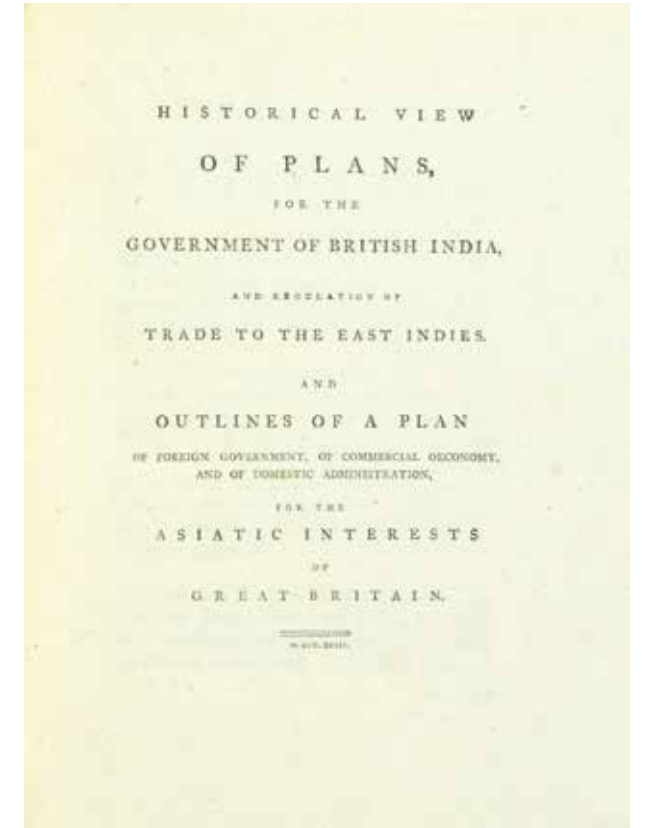 HISTORICAL VIEW
OF PLANS,
FOR THE
GOVERNMENT OF BRITISH INDIA,
AND REGULATION OF
TRADE TO THE EAST INDIES.
AND
OUTLINES OF A PLAN
OF FOREIGN GOVERNMENT, OF COMMERCIAL OECONOMY,
AND OF DOMESTIC ADMINISTRATION,
FOR THE
ASIATIC INTERESTS
OF
GREAT BRITAIN.